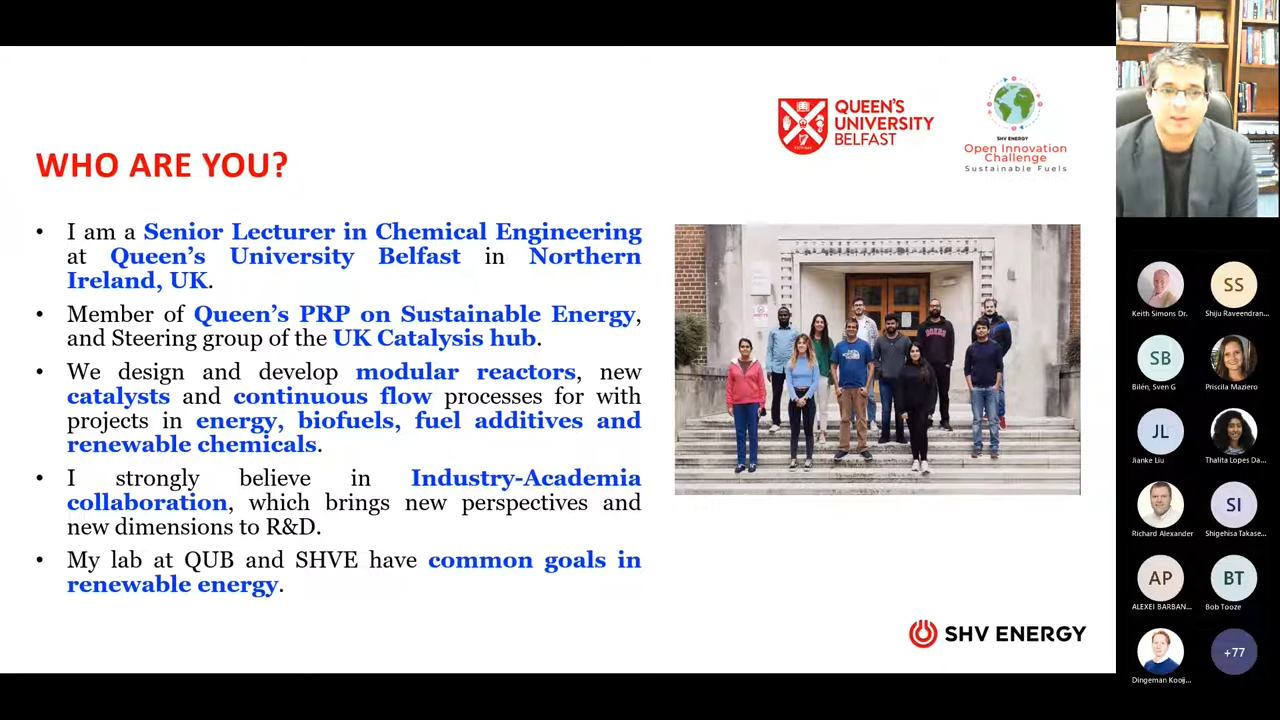 QUEEN'S
UNIVERSITY
BELFAST
SHV ENERGY
Open Innovation
Challenge
Sustainable Fuels
WHO ARE YOU?
• I am a Senior Lecturer in Chemical Engineering
at Queen's University Belfast in Northern
Ireland, UK.
• Member of Queen's PRP on Sustainable Energy,
and Steering group of the UK Catalysis hub.
• We design and develop modular reactors, new
catalysts and continuous flow processes for with
projects in energy, biofuels, fuel additives and
renewable chemicals.
• I strongly believe in Industry-Academia
collaboration, which brings new perspectives and
new dimensions to R&D.
• My lab at QUB and SHVE have common goals in
renewable energy.
SHV ENERGY
Keith Simons Dr.
SS
Shiju Raveendran...
SB
Bilén, Sven G
Priscila Maziero
JL
Jianke Liu
Thalita Lopes Da...
Richard Alexander
SI
Shigehisa Takase...
AP
ALEXEI BARBAN...
BT
Bob Tooze
Dingeman Kooij...
+77